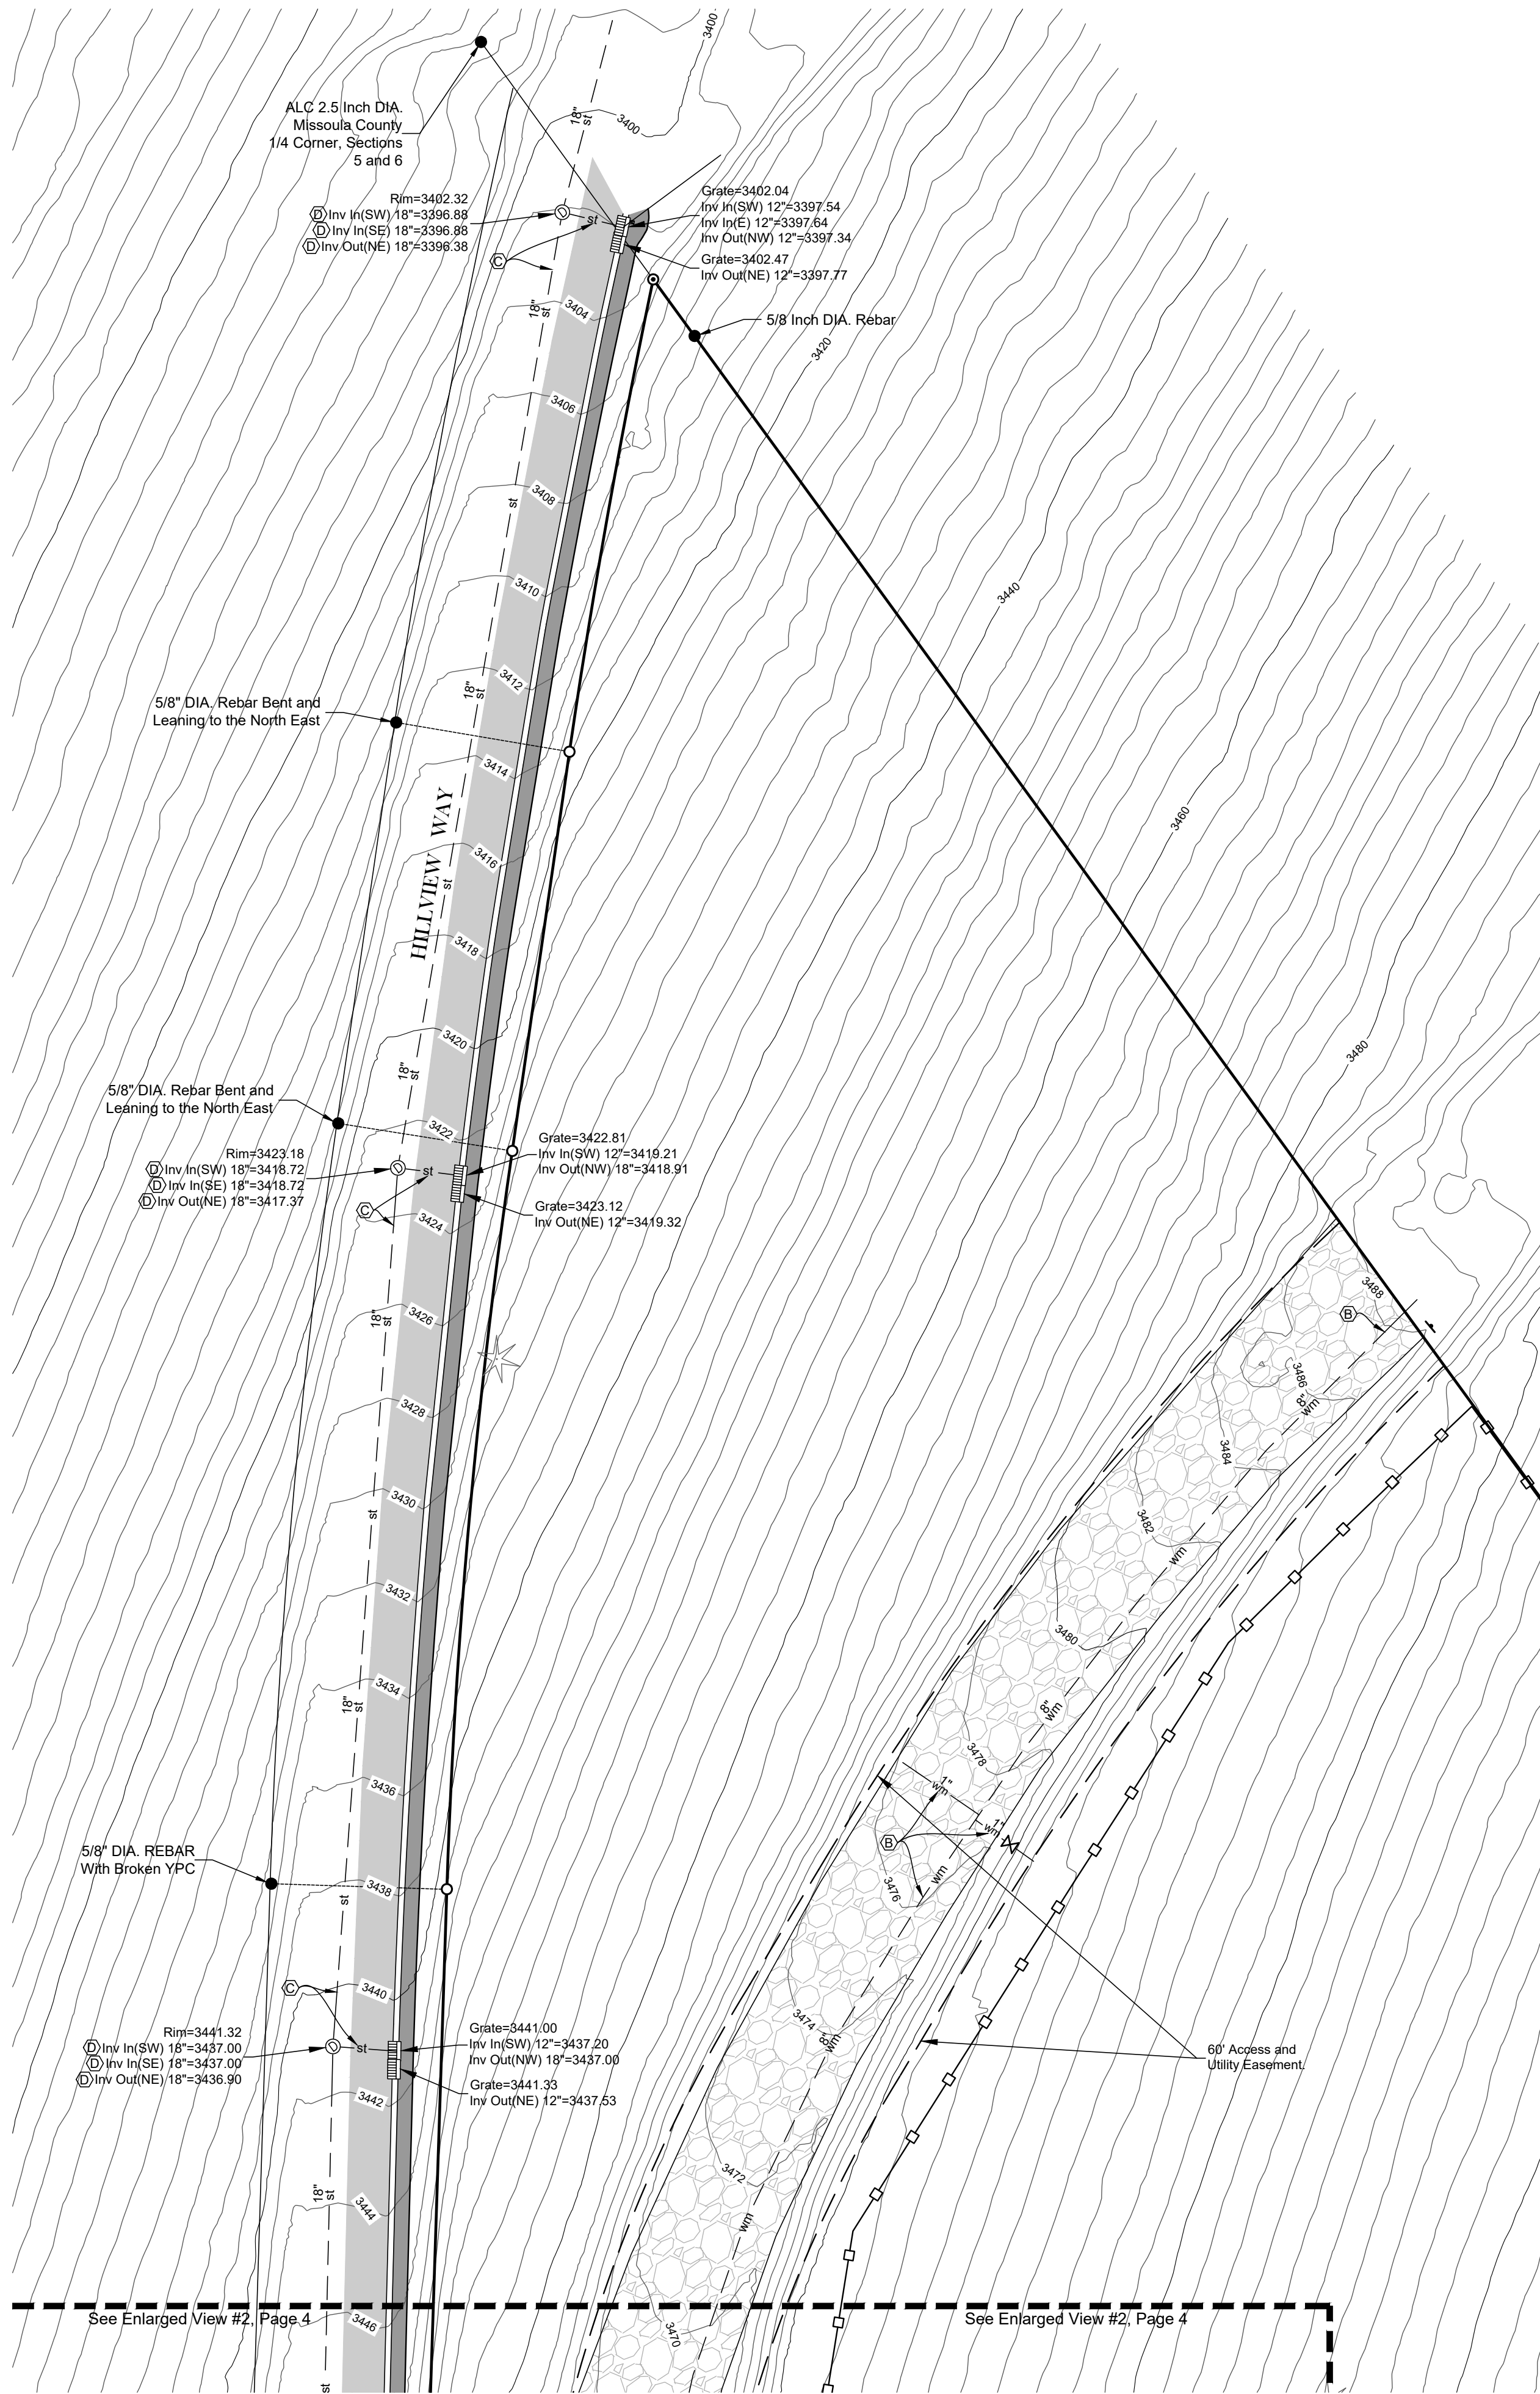 3400
ALC 2.5 Inch DIA.
Missoula County
1/4 Corner, Sections
5 and 6
18"
st
3400
Rim=3402.32
D Inv In(SW) 18"=3396.88
D Inv In(SE) 18"=3396.88
D Inv Out(NE) 18"=3396.38
st
Grate=3402.04
Inv In(SW) 12"=3397.54
Inv In(E) 12"=3397.64
Inv Out(NW) 12"=3397.34
C
Grate=3402.47
Inv Out(NE) 12"=3397.77
18"
st
3404
5/8 Inch DIA. Rebar
3420
3406
3408
st
3410
3440
3412
18"
st
5/8" DIA. Rebar Bent and
Leaning to the North East
3414
HILLVIEW WAY
3460
3416
st
3418
3420
3480
18"
st
5/8" DIA. Rebar Bent and
Leaning to the North East
3422
Rim=3423.18
D Inv In(SW) 18"=3418.72
D Inv In(SE) 18"=3418.72
D Inv Out(NE) 18"=3417.37
st
Grate=3422.81
Inv In(SW) 12"=3419.21
Inv Out(NW) 18"=3418.91
C
3424
Grate=3423.12
Inv Out(NE) 12"=3419.32
3488
B
18"
st
3426
3486
8"
wm
3428
3484
3430
st
3482
wm
3432
3480
3434
18"
st
8"
wm
3478
3436
1"
wm
1"
wm
B
5/8" DIA. REBAR
With Broken YPC
3438
3476
wm
st
C
3440
3474
8"
wm
Rim=3441.32
D Inv In(SW) 18"=3437.00
D Inv In(SE) 18"=3437.00
D Inv Out(NE) 18"=3436.90
st
Grate=3441.00
Inv In(SW) 12"=3437.20
Inv Out(NW) 18"=3437.00
60' Access and
Utility Easement.
Grate=3441.33
Inv Out(NE) 12"=3437.53
3442
3472
18"
st
3444
wm
See Enlarged View #2, Page 4
3446
3470
See Enlarged View #2, Page 4
st